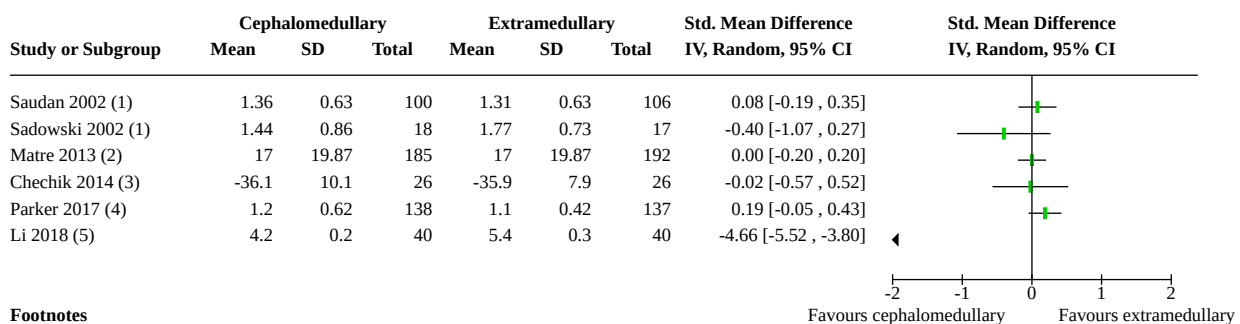 Cephalomedullary Extramedullary Std. Mean Difference Std. Mean Difference
Study or Subgroup Mean SD Total Mean SD Total IV, Random, 95% CI IV, Random, 95% CI
Saudan 2002 (1) 1.36 0.63 100 1.31 0.63 106 0.08 [-0.19 , 0.35]
Sadowski 2002 (1) 1.44 0.86 18 1.77 0.73 17 -0.40 [-1.07 , 0.27]
Matre 2013 (2) 17 19.87 185 17 19.87 192 0.00 [-0.20 , 0.20]
Chechik 2014 (3) -36.1 10.1 26 -35.9 7.9 26 -0.02 [-0.57 , 0.52]
Parker 2017 (4) 1.2 0.62 138 1.1 0.42 137 0.19 [-0.05 , 0.43]
Li 2018 (5) 4.2 0.2 40 5.4 0.3 40 -4.66 [-5.52 , -3.80]
-2 -1 0 1 2
Footnotes Favours cephalomedullary Favours extramedullary